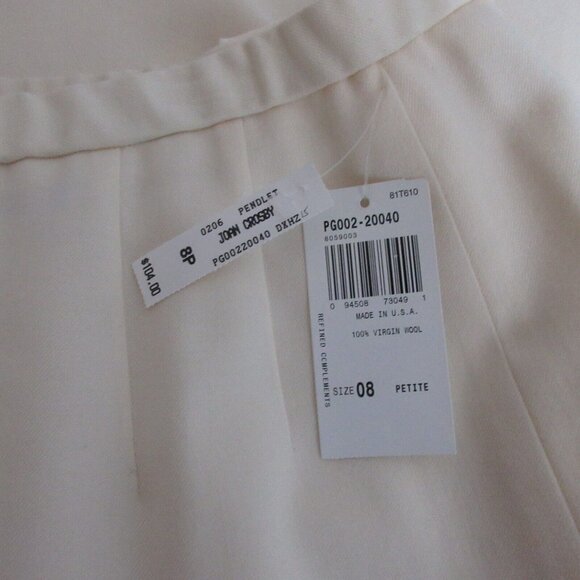 0206 PENDLET
JOAN CROSBY
PG00220040 DXHZ
8P
$104.00
81T610
PG002-20040
6059003
0 94508 73049 1
MADE IN U.S.A.
100% VIRGIN WOOL
REFINED COMPLEMENTS
SIZE 08 PETITE